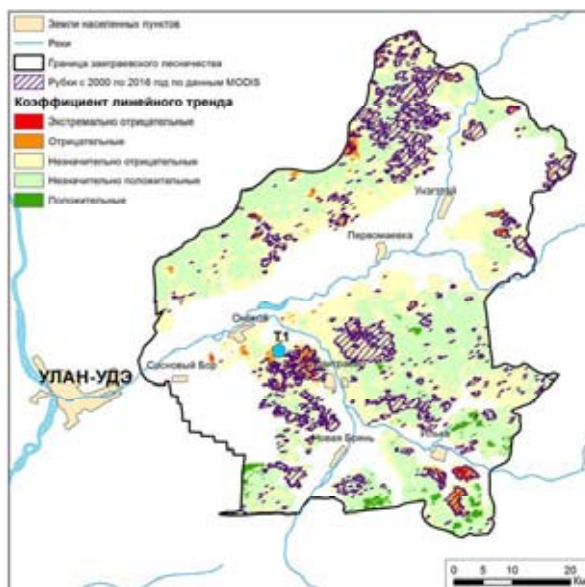 Земли населенных пунктов
Реки
Граница заиграевского лесничества
Рубки с 2000 по 2016 год по данным MODIS
Коэффициент линейного тренда
Экстремально отрицательные
Отрицательные
Незначительно отрицательные
Незначительно положительные
Положительные
Унэгэтэй
Первомаевка
Онохой
Т.1
Сосновый Бор
УЛАН-УДЭ
Новая Брянь
Илька
0 5 10 20